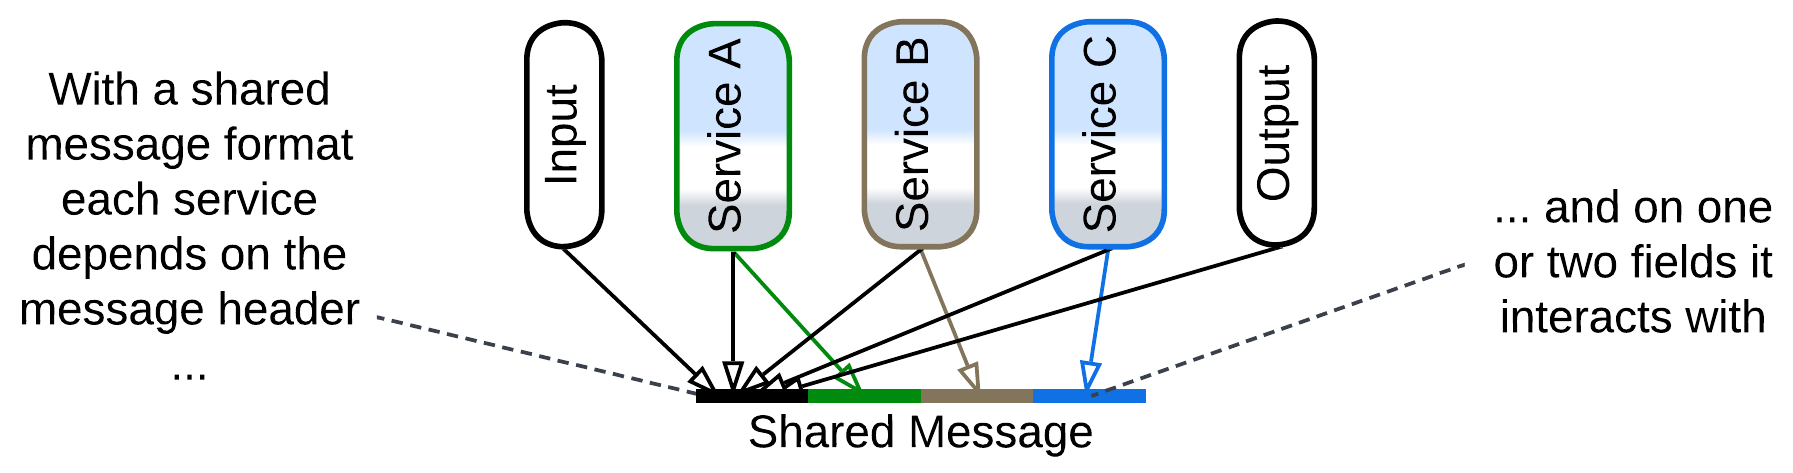 With a shared
message format
each service
depends on the
message header
...
Input
Service A
Service B
Service C
Output
... and on one
or two fields it
interacts with
Shared Message